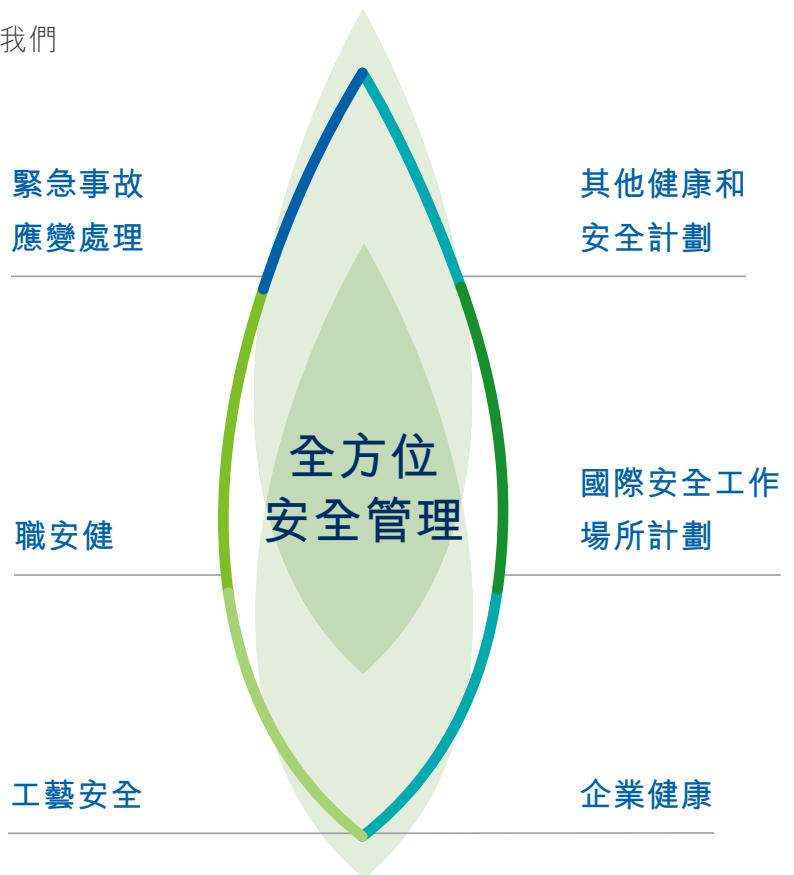 我們
緊急事故
應變處理
其他健康和
安全計劃
全方位
安全管理
職安健
國際安全工作
場所計劃
工藝安全
企業健康